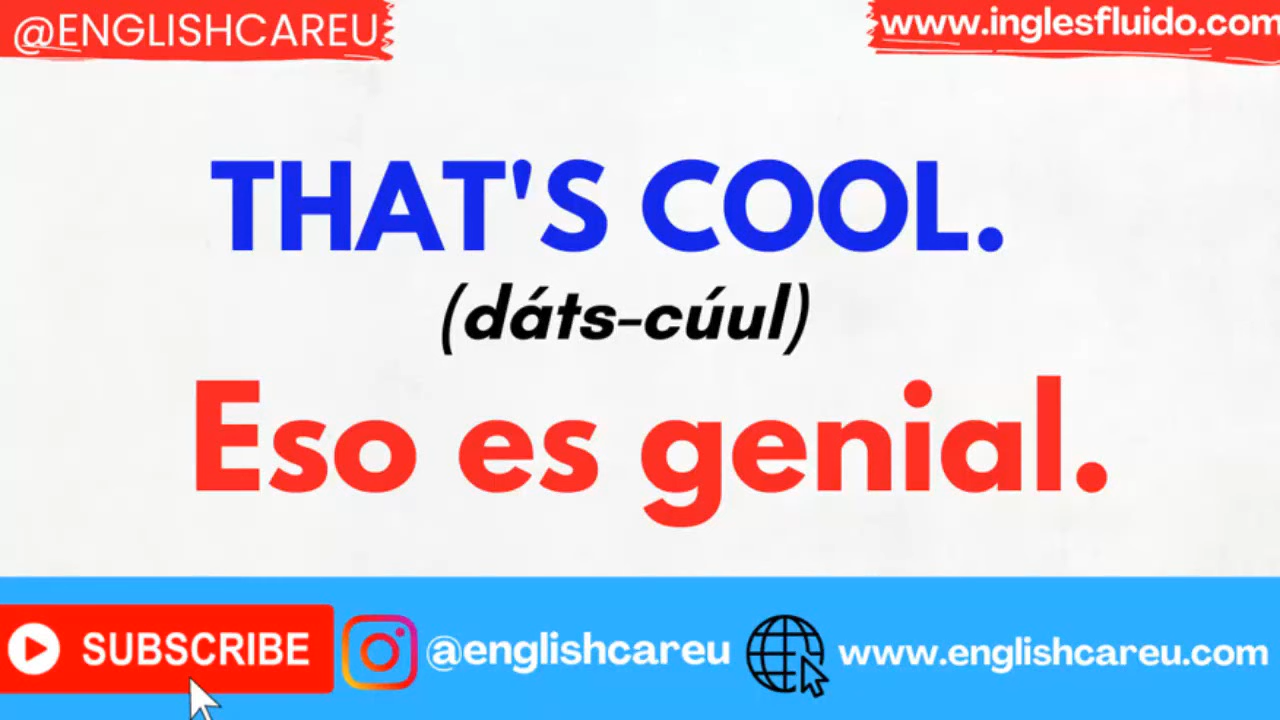 @ENGLISHCAREU
www.inglesfluido.com
THAT'S COOL.
(dáts-cúul)
Eso es genial.
SUBSCRIBE
@englishcareu
www.englishcareu.com